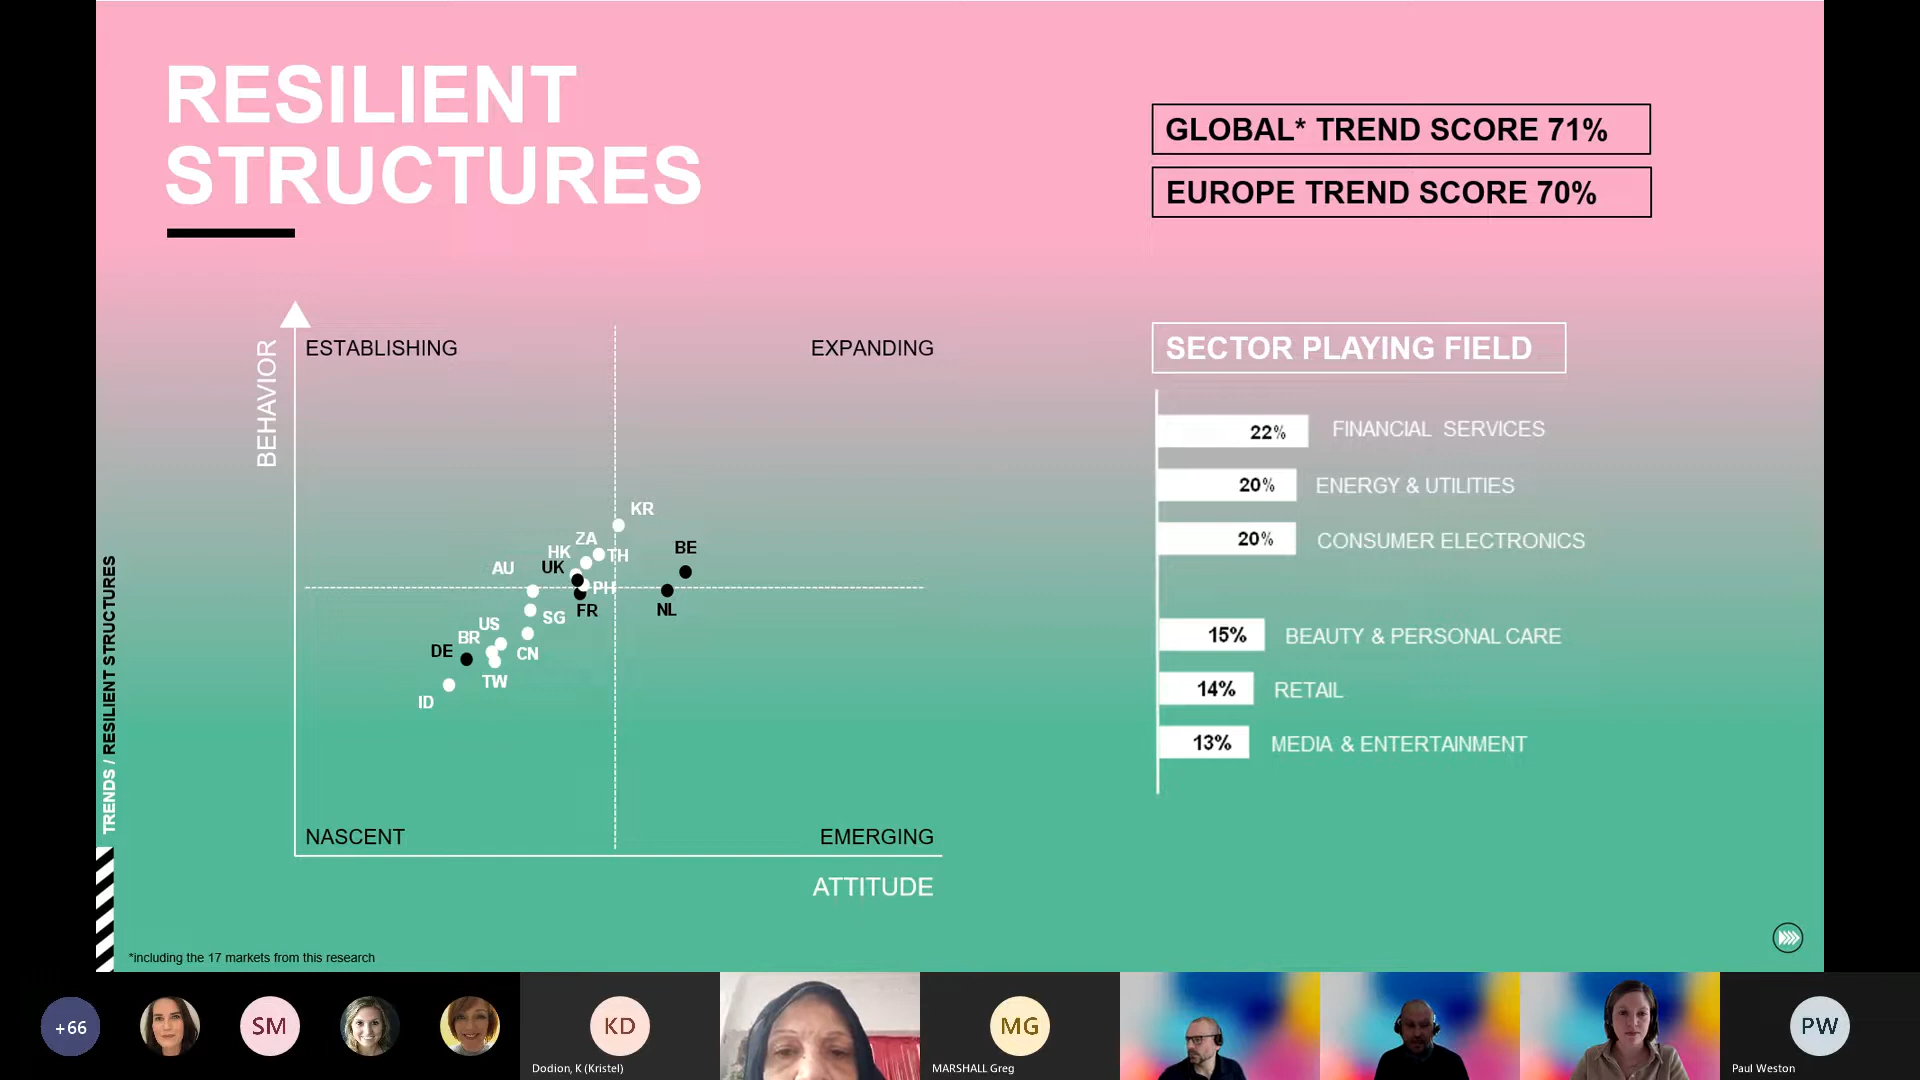 RESILIENT
STRUCTURES
GLOBAL* TREND SCORE 71%
EUROPE TREND SCORE 70%
BEHAVIOR
ESTABLISHING
EXPANDING
KR
ZA
HK
TH
BE
AU
UK
PH
FR
NL
SG
US
BR
DE
CN
TW
ID
NASCENT
EMERGING
ATTITUDE
SECTOR PLAYING FIELD
22% FINANCIAL SERVICES
20% ENERGY & UTILITIES
20% CONSUMER ELECTRONICS
15% BEAUTY & PERSONAL CARE
14% RETAIL
13% MEDIA & ENTERTAINMENT
TRENDS / RESILIENT STRUCTURES
*including the 17 markets from this research
+66
SM
KD
Dodion, K (Kristel)
MG
MARSHALL Greg
PW
Paul Weston